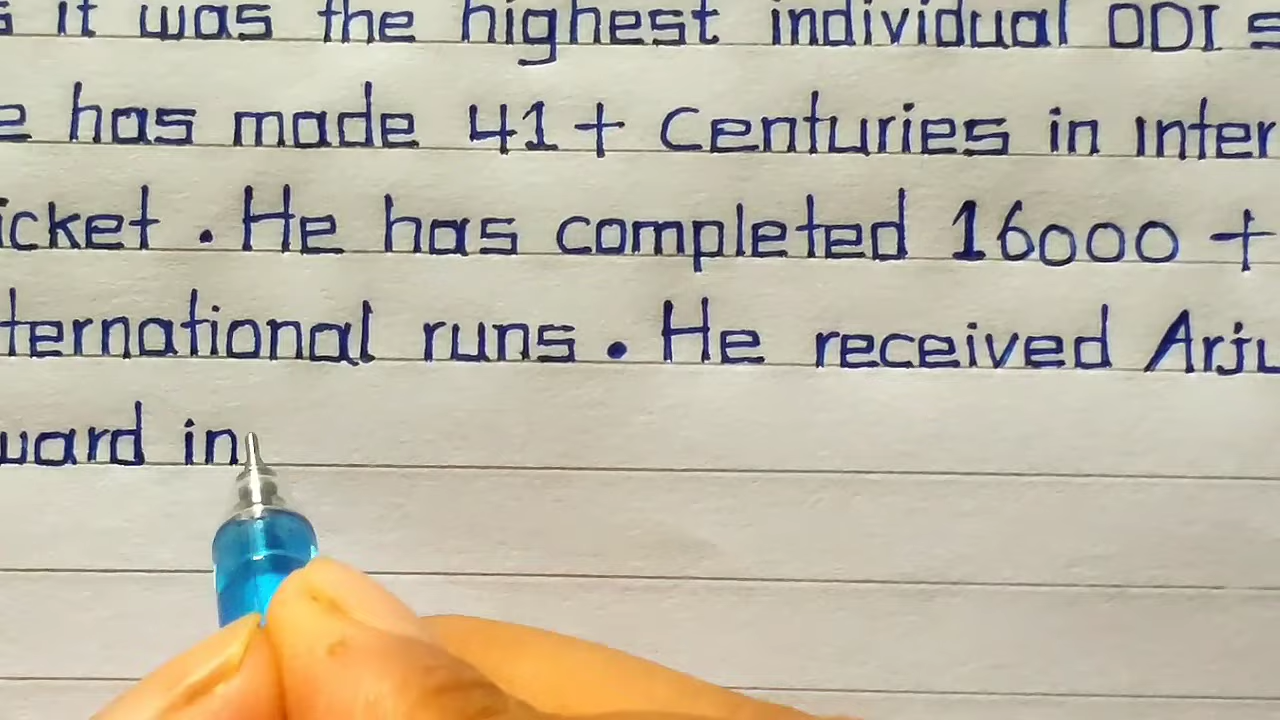 it was the highest individual ODI
has made 41+ Centuries in inter
icket . He has completed 16000 +
ternational runs . He received Arju
ward in